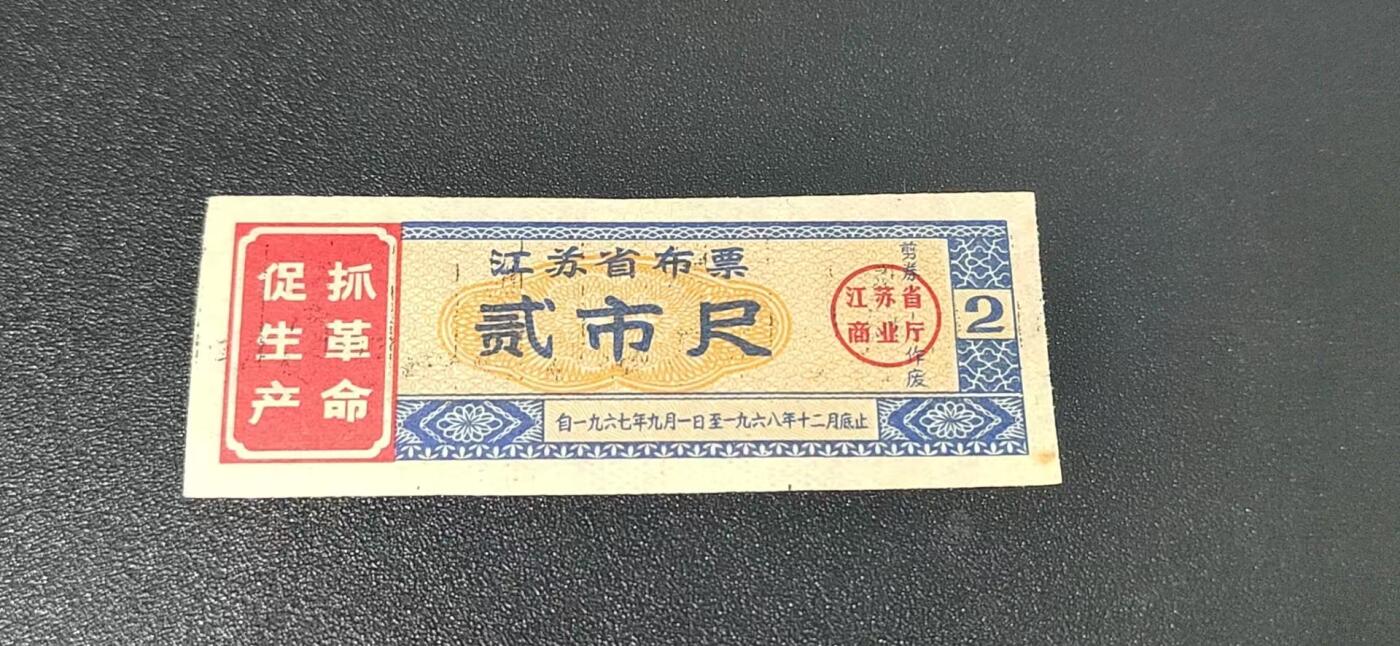 抓革命
促生产
江苏省布票
贰市尺
自一九六七年九月一日至一九六八年十二月底止
江苏省
商业厅
剪券
作废
2